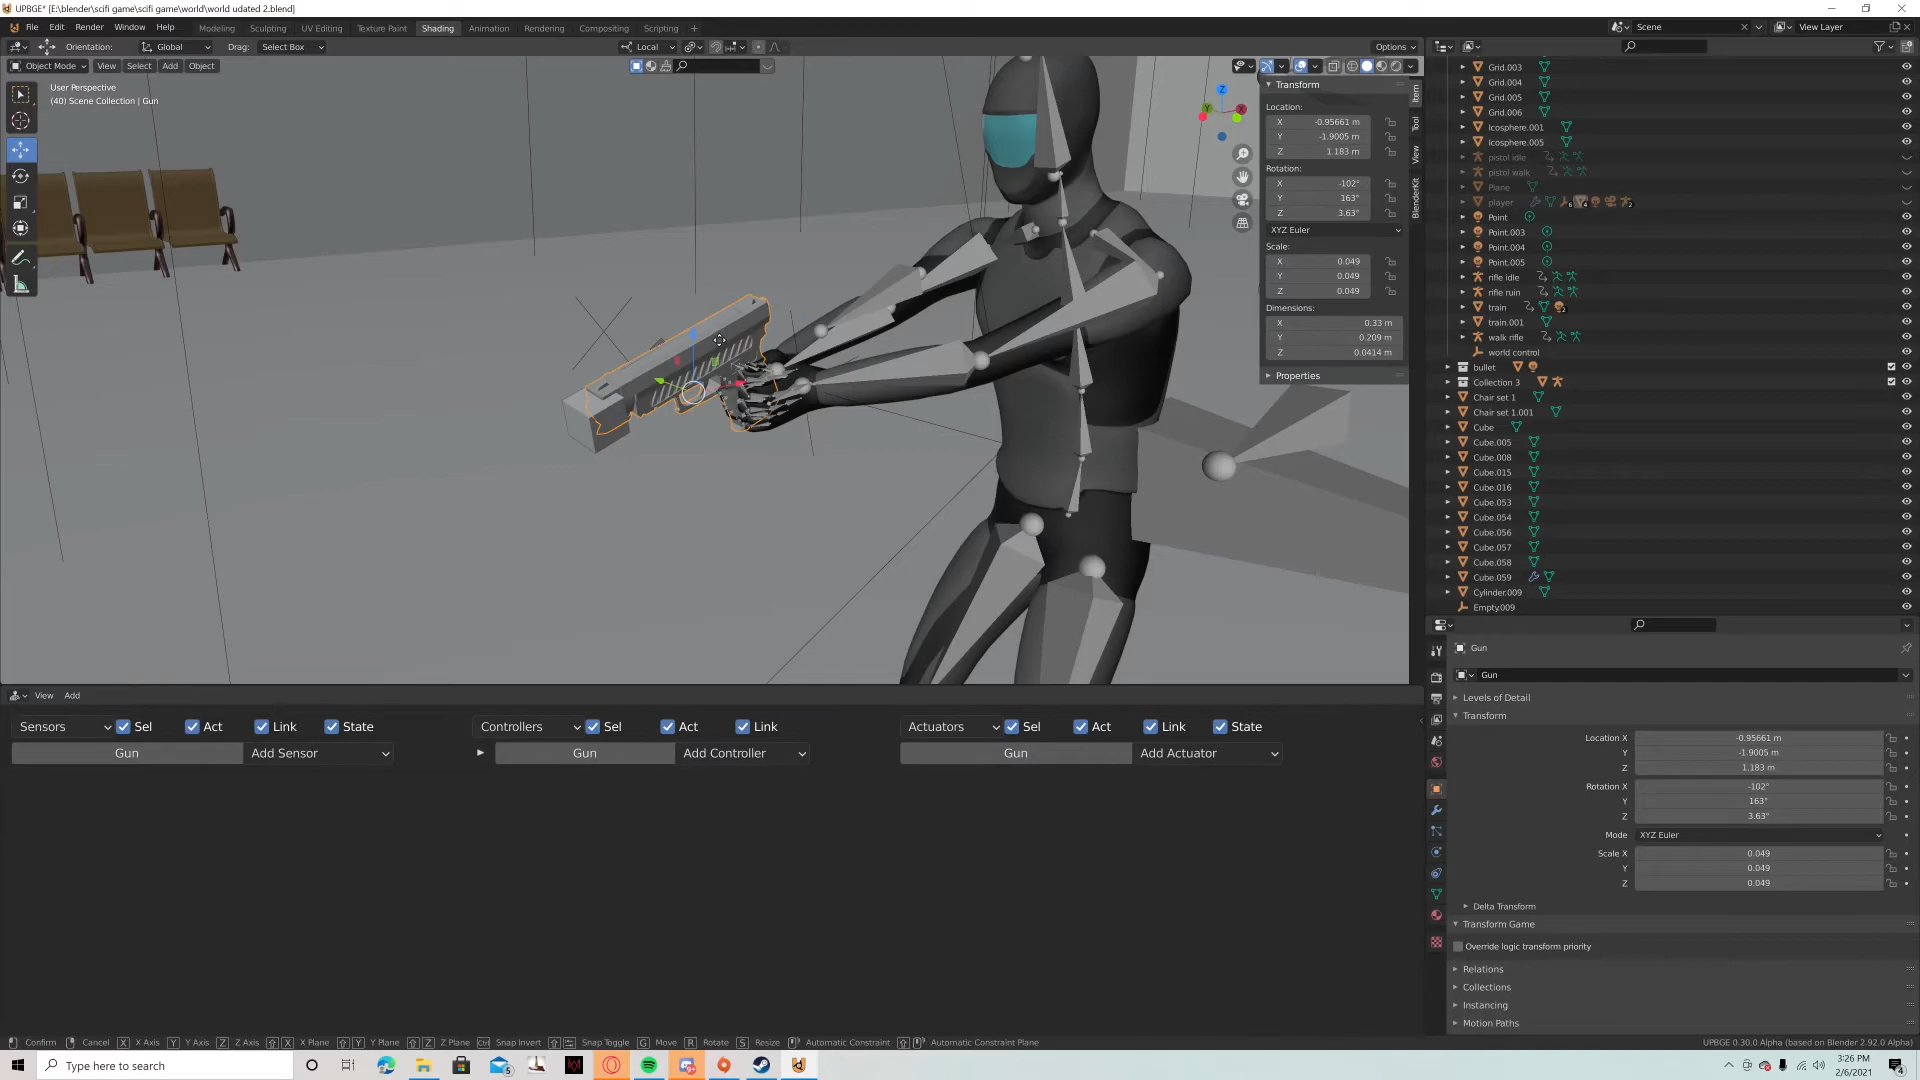 UPBGE* [E:\blender\scifi game\scifi game\world\world udated 2.blend]
File Edit Render Window Help Modeling Sculpting UV Editing Texture Paint Shading Animation Rendering Compositing Scripting + Scene View Layer
Orientation: Global Drag: Select Box Local Options
Object Mode View Select Add Object
User Perspective
(40) Scene Collection | Gun
Transform
Location:
X -0.95661 m
Y -1.9005 m
Z 1.183 m
Rotation:
X -102°
Y 163°
Z 3.63°
XYZ Euler
Scale:
X 0.049
Y 0.049
Z 0.049
Dimensions:
X 0.33 m
Y 0.209 m
Z 0.0414 m
Properties
Item
Tool
View
BlenderKit
Grid.003
Grid.004
Grid.005
Grid.006
Icosphere.001
Icosphere.005
pistol idle
pistol walk
Plane
player
Point
Point.003
Point.004
Point.005
rifle idle
rifle ruin
train
train.001
walk rifle
world control
bullet
Collection 3
Chair set 1
Chair set 1.001
Cube
Cube.005
Cube.008
Cube.015
Cube.016
Cube.053
Cube.054
Cube.056
Cube.057
Cube.058
Cube.059
Cylinder.009
Empty.009
Gun
Gun
Levels of Detail
Transform
Location X -0.95661 m
Y -1.9005 m
Z 1.183 m
Rotation X -102°
Y 163°
Z 3.63°
Mode XYZ Euler
Scale X 0.049
Y 0.049
Z 0.049
Delta Transform
Transform Game
Override logic transform priority
Relations
Collections
Instancing
Motion Paths
View Add
Sensors Sel Act Link State Controllers Sel Act Link Actuators Sel Act Link State
Gun Add Sensor Gun Add Controller Gun Add Actuator
Confirm Cancel X X Axis Y Y Axis Z Z Axis X X Plane Y Y Plane Z Z Plane Ctrl Snap Invert Snap Toggle G Move R Rotate S Resize Automatic Constraint Automatic Constraint Plane UPBGE 0.30.0 Alpha (based on Blender 2.92.0 Alpha)
Type here to search
3:26 PM
2/6/2021